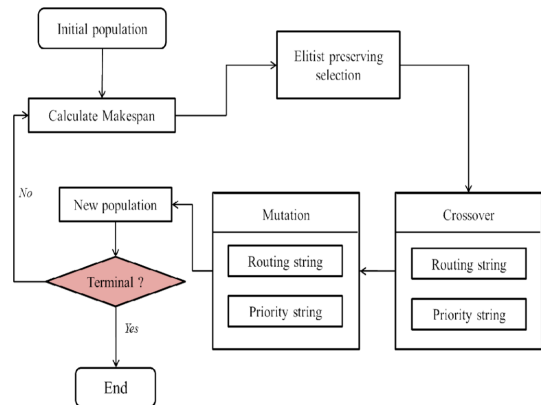 Initial population
Elitist preserving
selection
Calculate Makespan
No
New population
Mutation
Crossover
Routing string
Routing string
Terminal ?
Priority string
Priority string
Yes
End